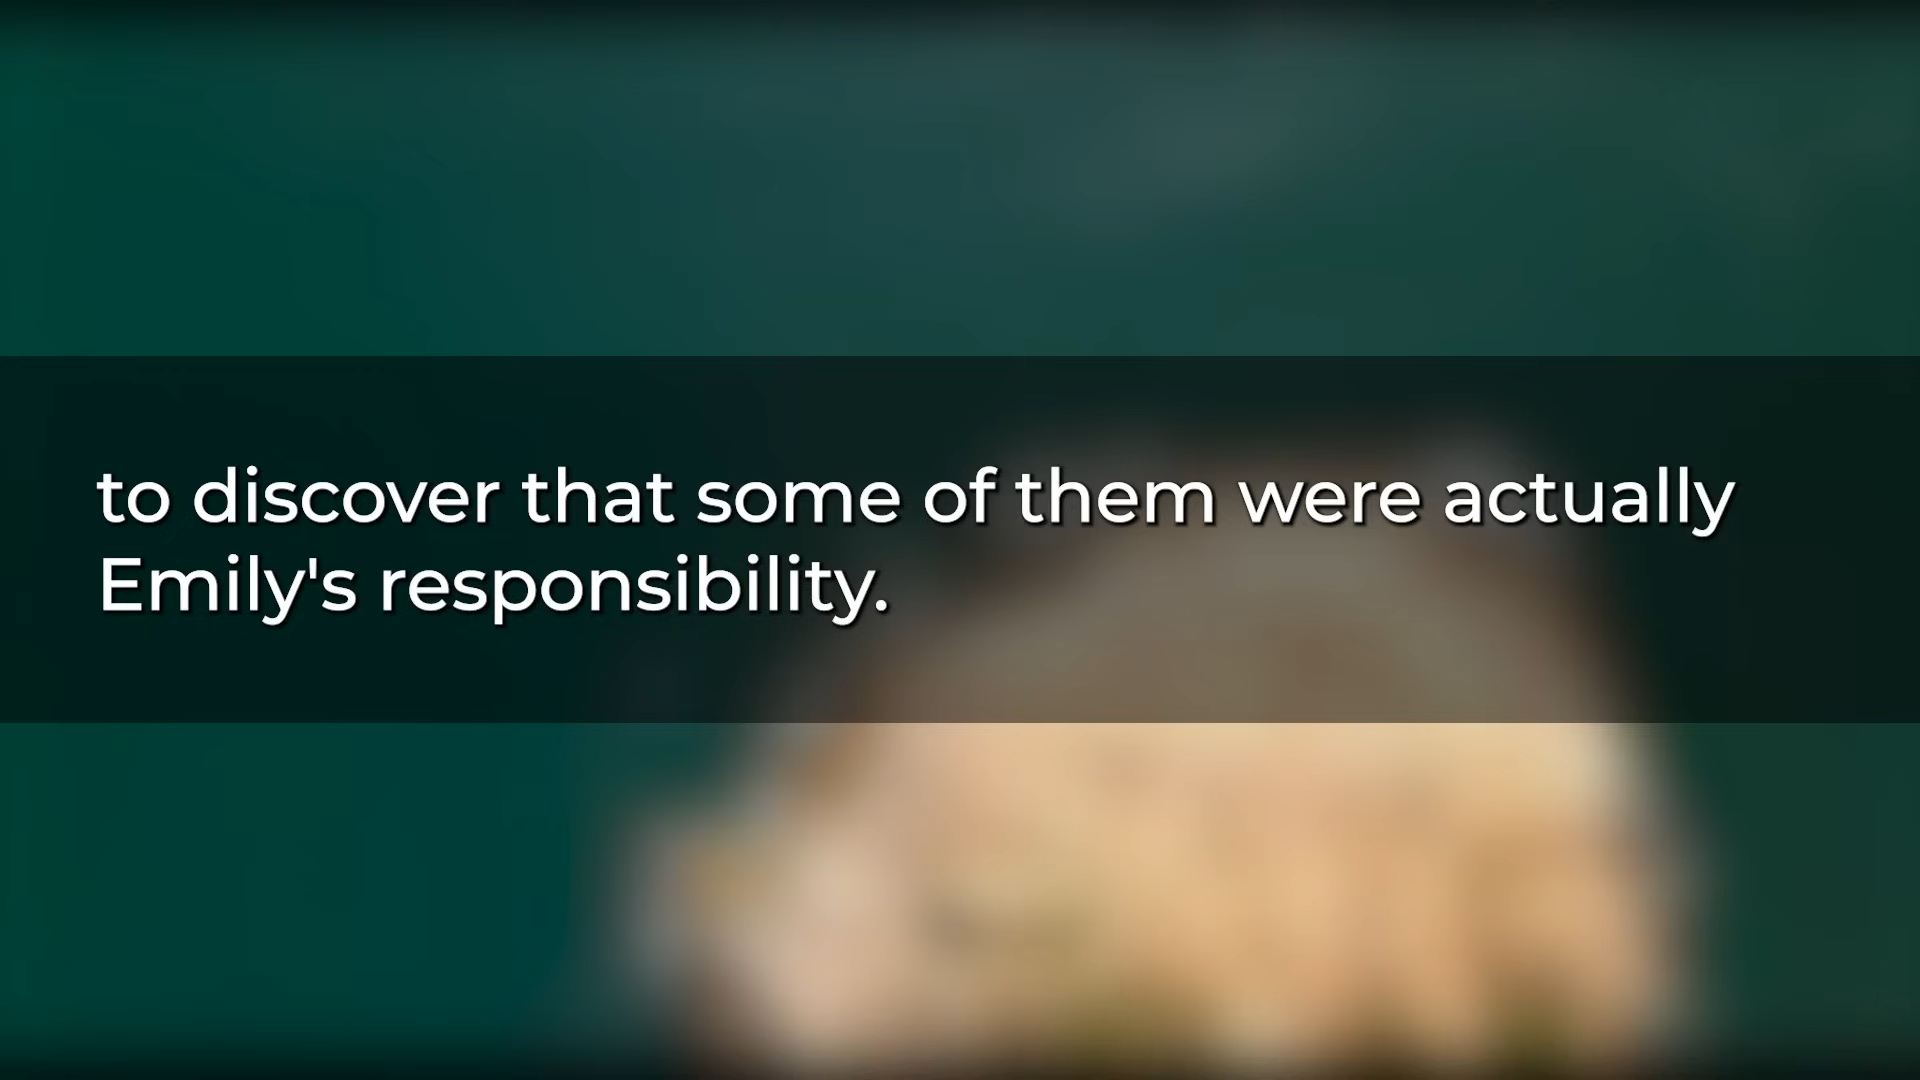 to discover that some of them were actually
Emily's responsibility.